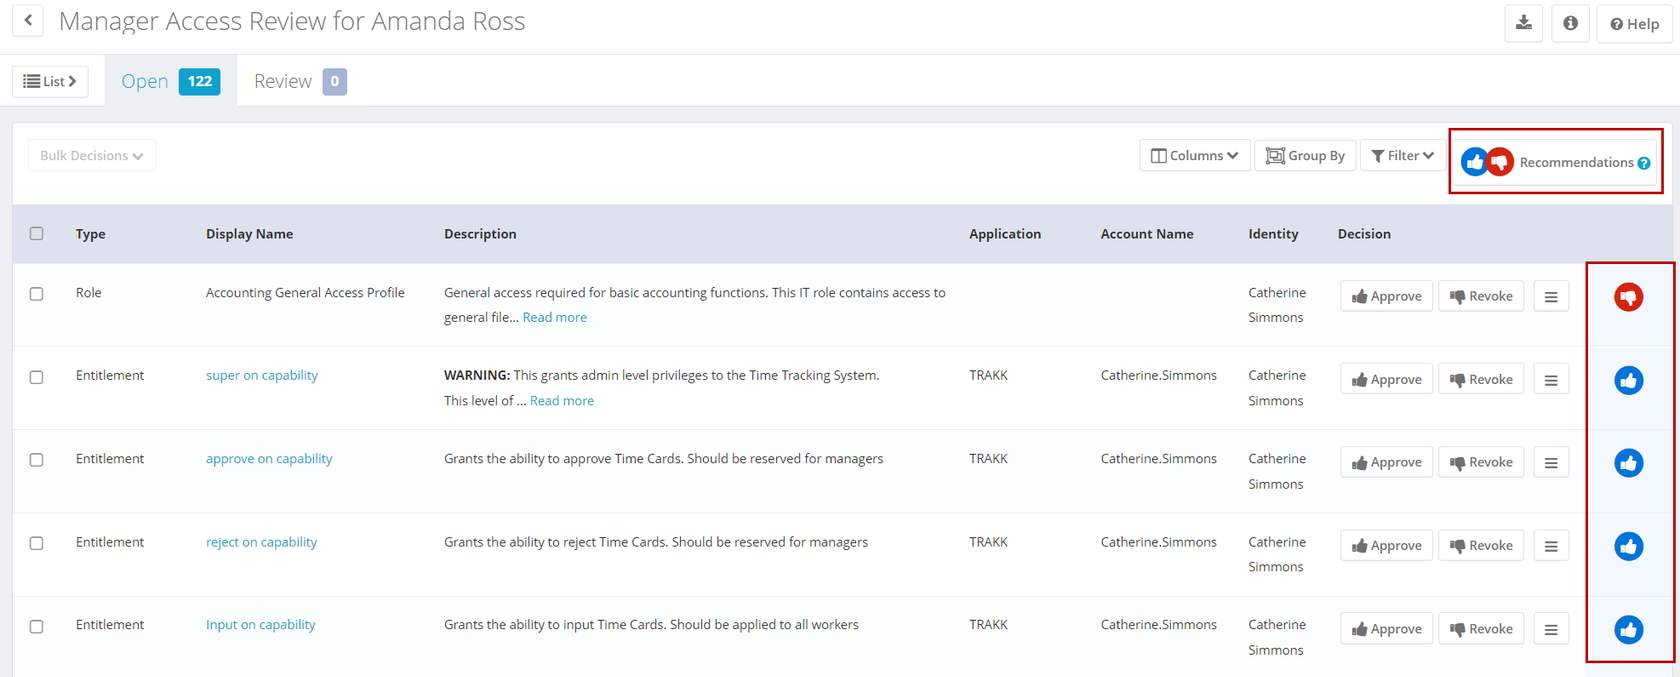 Manager Access Review for Amanda Ross
Help
List Open 122 Review 0
Bulk Decisions
Columns Group By Filter Recommendations ?
Type Display Name Description Application Account Name Identity Decision
Role Accounting General Access Profile General access required for basic accounting functions. This IT role contains access to Catherine Approve Revoke
general file... Read more Simmons
Entitlement super on capability WARNING: This grants admin level privileges to the Time Tracking System. TRAKK Catherine.Simmons Catherine Approve Revoke
This level of ... Read more Simmons
Entitlement approve on capability Grants the ability to approve Time Cards. Should be reserved for managers TRAKK Catherine.Simmons Catherine Approve Revoke
Simmons
Entitlement reject on capability Grants the ability to reject Time Cards. Should be reserved for managers TRAKK Catherine.Simmons Catherine Approve Revoke
Simmons
Entitlement Input on capability Grants the ability to input Time Cards. Should be applied to all workers TRAKK Catherine.Simmons Catherine Approve Revoke
Simmons